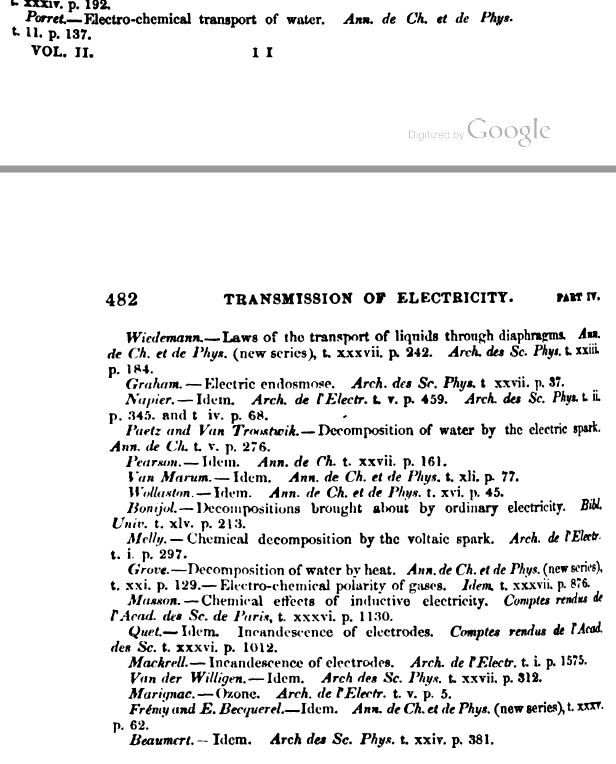 t. xxxiv. p. 192.
Porret.—Electro-chemical transport of water. Ann. de Ch. et de Phys.
t. 11. p. 137.
VOL. II. I I
Digitized by Google
482 TRANSMISSION OF ELECTRICITY. PART IV.
Wiedemann.—Laws of the transport of liquids through diaphragms. Ann.
de Ch. et de Phys. (new series), t. xxxvii. p. 242. Arch. des Sc. Phys. t. xxiii.
p. 184.
Graham.—Electric endosmose. Arch. des Sc. Phys. t xxvii. p. 37.
Napier.—Idem. Arch. de l'Electr. t. v. p. 459. Arch. des Sc. Phys. t. ii.
p. 345. and t iv. p. 68.
Paetz and Van Troostwik.—Decomposition of water by the electric spark.
Ann. de Ch. t. v. p. 276.
Pearson.—Idem. Ann. de Ch. t. xxvii. p. 161.
Van Marum.—Idem. Ann. de Ch. et de Phys. t. xli. p. 77.
Wollaston.—Idem. Ann. de Ch. et de Phys. t. xvi. p. 45.
Bonijol.—Decompositions brought about by ordinary electricity. Bibl.
Univ. t. xlv. p. 213.
Melly.—Chemical decomposition by the voltaic spark. Arch. de l'Electr.
t. i. p. 297.
Grove.—Decomposition of water by heat. Ann. de Ch. et de Phys. (new series),
t. xxi. p. 129.—Electro-chemical polarity of gases. Idem. t. xxxvii. p. 376.
Masson.—Chemical effects of inductive electricity. Comptes rendus de
l'Acad. des Sc. de Paris, t. xxxvi. p. 1130.
Quet.—Idem. Incandescence of electrodes. Comptes rendus de l'Acad.
des Sc. t. xxxvi. p. 1012.
Mackrell.—Incandescence of electrodes. Arch. de l'Electr. t. i. p. 1575.
Van der Willigen.—Idem. Arch des Sc. Phys. t. xxvii. p. 312.
Marignac.—Ozone. Arch. de l'Electr. t. v. p. 5.
Frémy and E. Becquerel.—Idem. Ann. de Ch. et de Phys. (new series), t. xxxv.
p. 62.
Beaumert.—Idem. Arch des Sc. Phys. t. xxiv. p. 381.